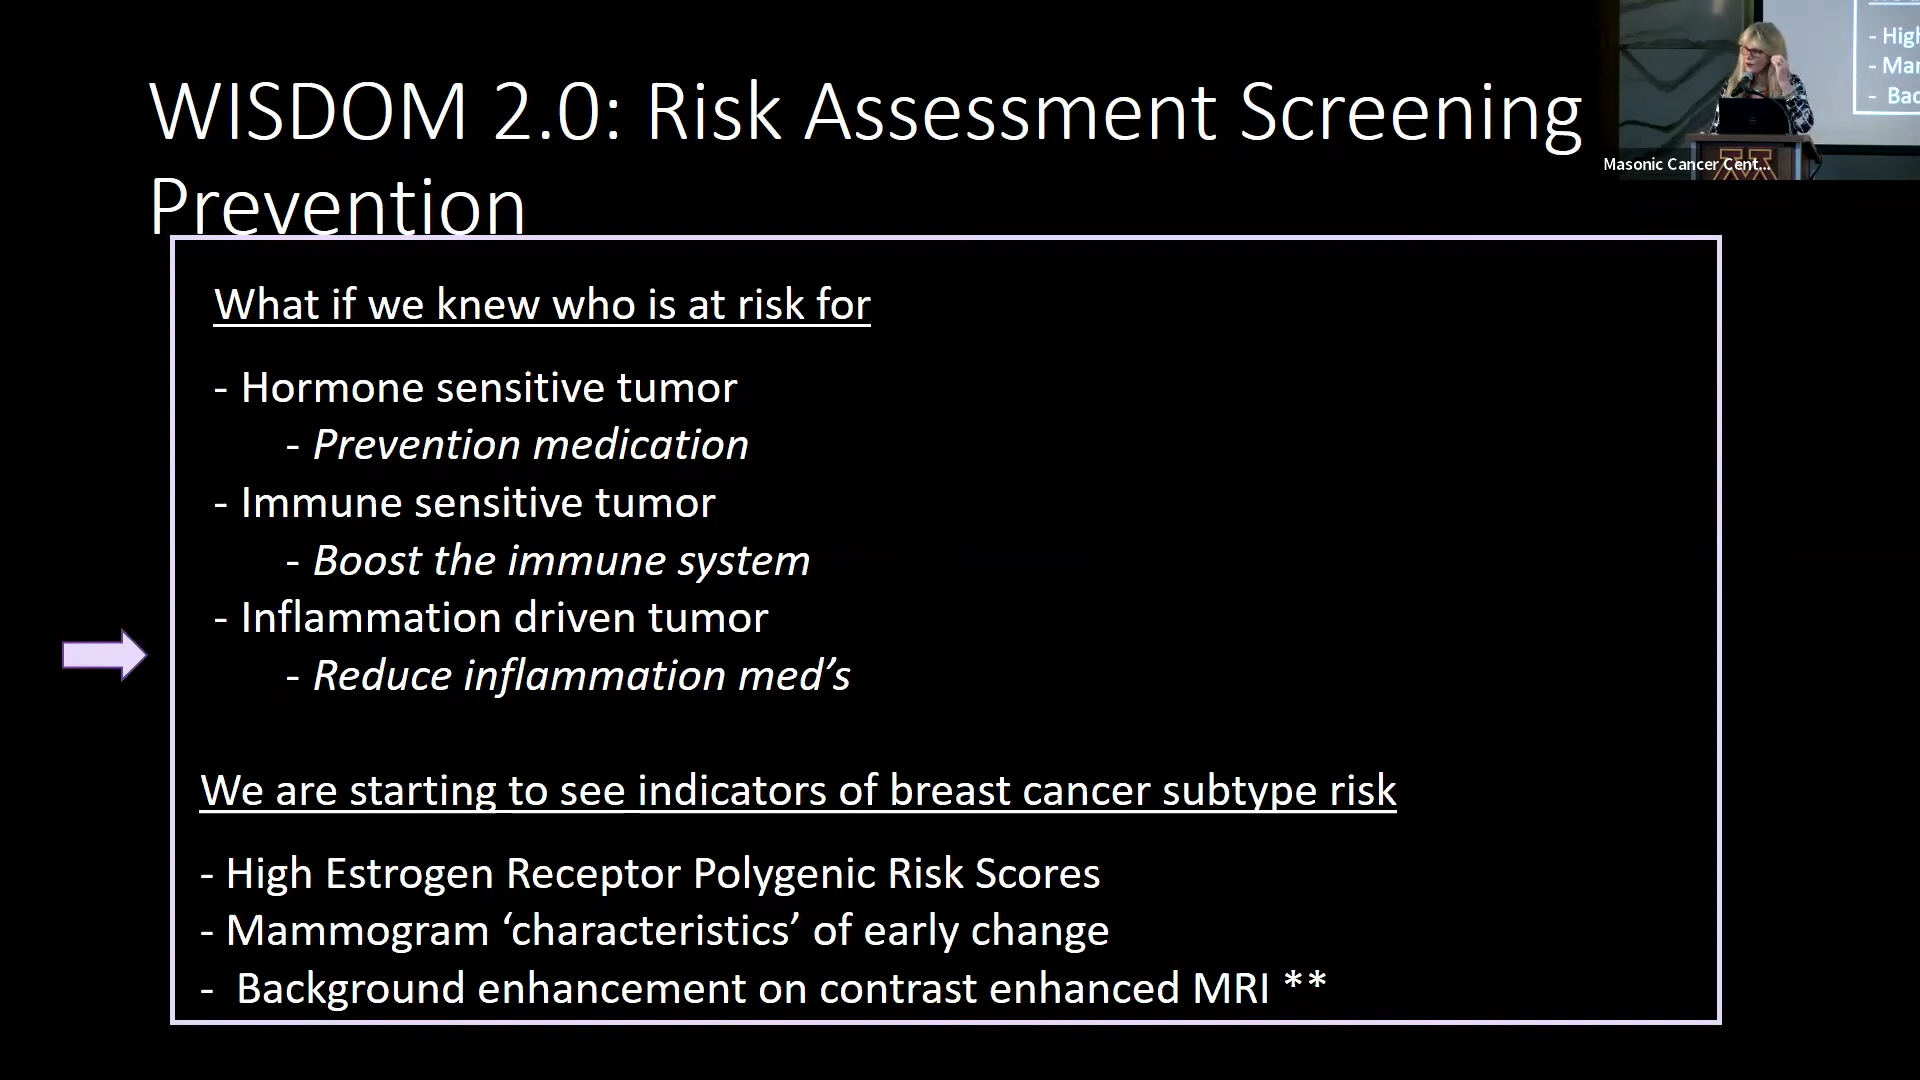 WISDOM 2.0: Risk Assessment Screening
Prevention
- High
- Mar
- Bac
Masonic Cancer Cent...
What if we knew who is at risk for
- Hormone sensitive tumor
- Prevention medication
- Immune sensitive tumor
- Boost the immune system
- Inflammation driven tumor
- Reduce inflammation med’s
We are starting to see indicators of breast cancer subtype risk
- High Estrogen Receptor Polygenic Risk Scores
- Mammogram ‘characteristics’ of early change
- Background enhancement on contrast enhanced MRI **